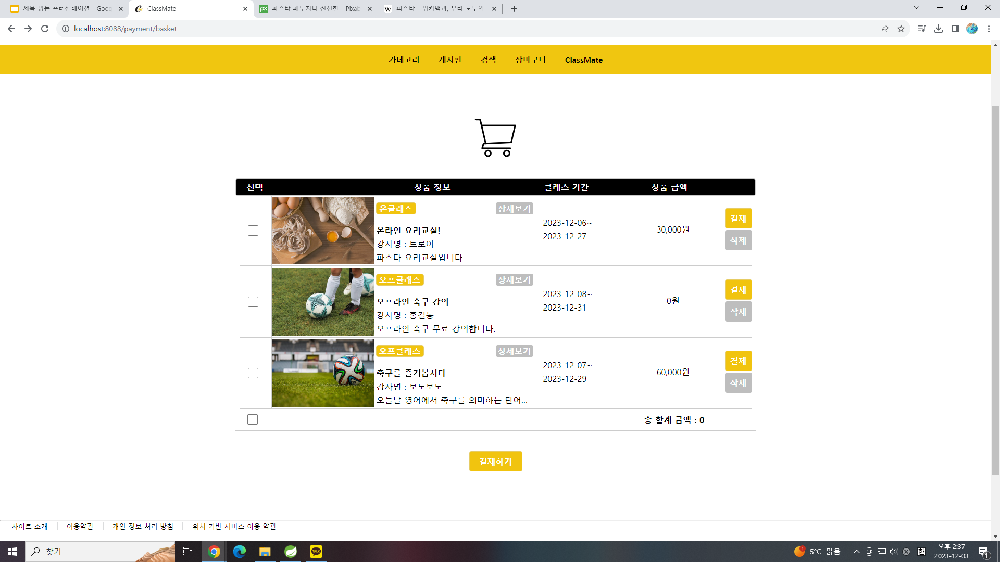 제목 없는 프레젠테이션 - Goog
ClassMate
파스타 페투치니 신선한 - Pixab
파스타 - 위키백과, 우리 모두의
localhost:8088/payment/basket
카테고리 게시판 검색 장바구니 ClassMate
선택 상품 정보 클래스 기간 상품 금액
온클래스 상세보기
온라인 요리교실!
강사명 : 트로이
파스타 요리교실입니다
2023-12-06~
2023-12-27
30,000원
결제
삭제
오프클래스 상세보기
오프라인 축구 강의
강사명 : 홍길동
오프라인 축구 무료 강의합니다.
2023-12-08~
2023-12-31
0원
결제
삭제
오프클래스 상세보기
축구를 즐겨봅시다
강사명 : 보노보노
오늘날 영어에서 축구를 의미하는 단어...
2023-12-07~
2023-12-29
60,000원
결제
삭제
총 합계 금액 : 0
결제하기
사이트 소개 이용약관 개인 정보 처리 방침 위치 기반 서비스 이용 약관
찾기
TALK
1
5°C 맑음
한
오후 2:37
2023-12-03
1